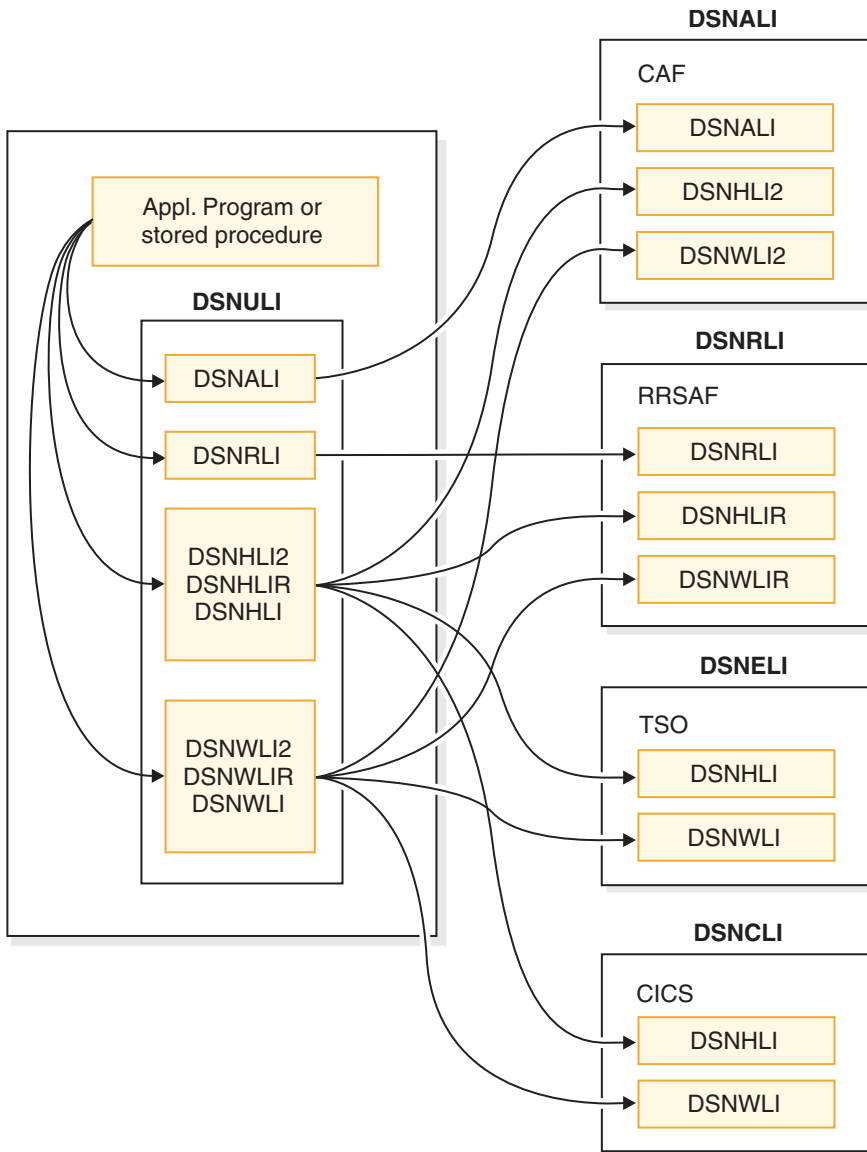 Appl. Program or
stored procedure
DSNULI
DSNALI
DSNRLI
DSNHLI2
DSNHLIR
DSNHLI
DSNWLI2
DSNWLIR
DSNWLI
DSNALI
CAF
DSNALI
DSNHLI2
DSNWLI2
DSNRLI
RRSAF
DSNRLI
DSNHLIR
DSNWLIR
DSNELI
TSO
DSNHLI
DSNWLI
DSNCLI
CICS
DSNHLI
DSNWLI